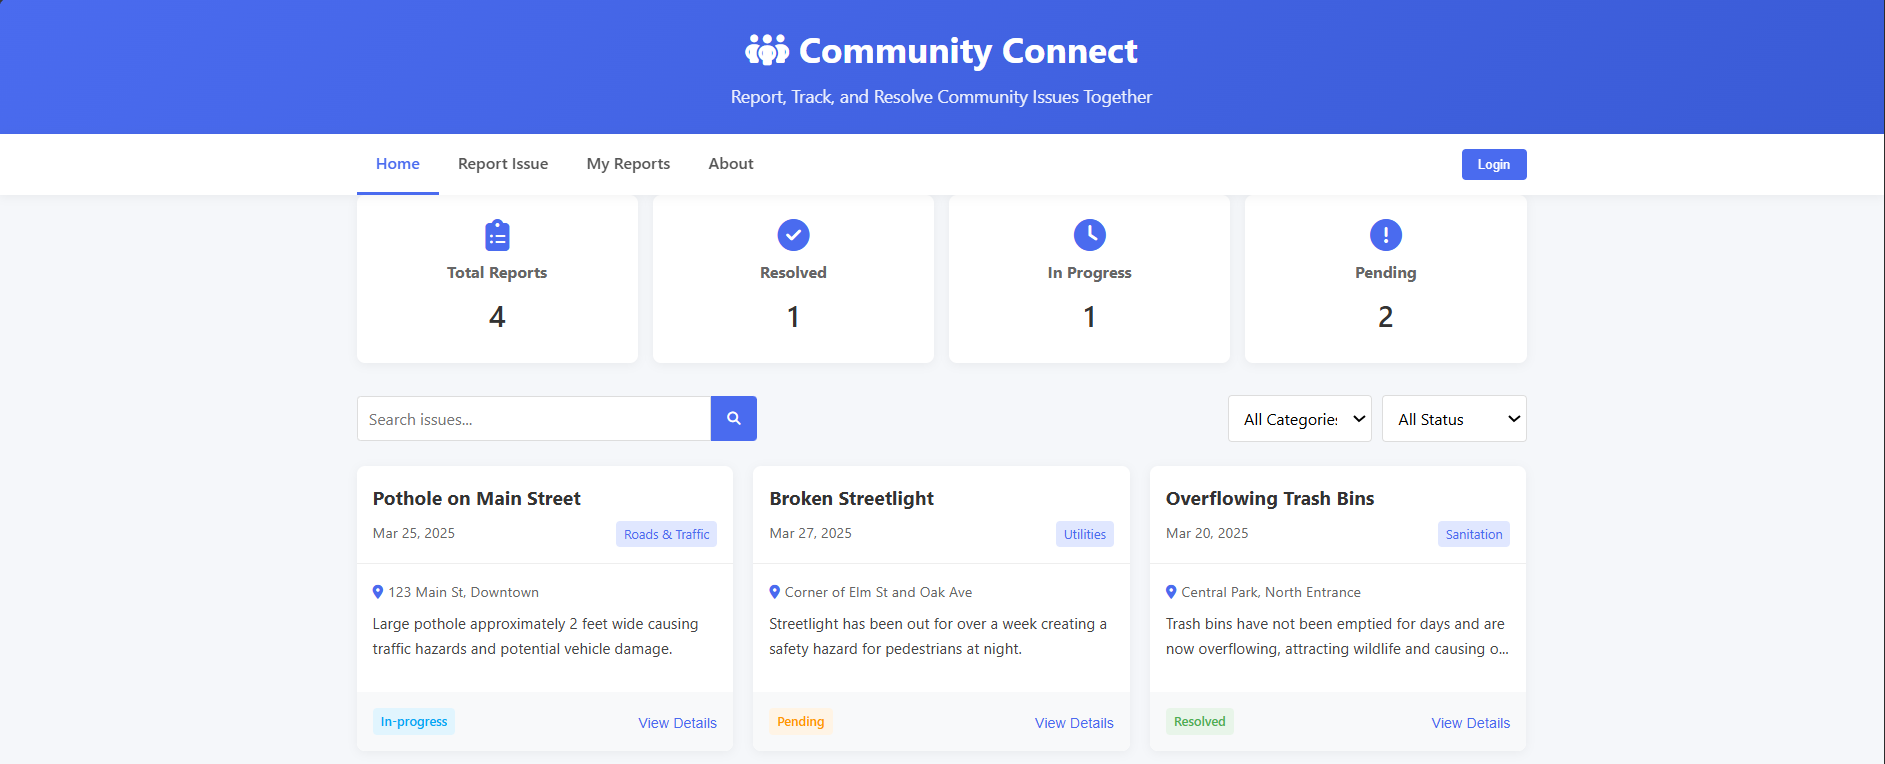 Community Connect
Report, Track, and Resolve Community Issues Together
Home Report Issue My Reports About Login
Total Reports Resolved In Progress Pending
4 1 1 2
Search issues... All Categories All Status
Pothole on Main Street
Mar 25, 2025 Roads & Traffic
123 Main St, Downtown
Large pothole approximately 2 feet wide causing
traffic hazards and potential vehicle damage.
In-progress View Details
Broken Streetlight
Mar 27, 2025 Utilities
Corner of Elm St and Oak Ave
Streetlight has been out for over a week creating a
safety hazard for pedestrians at night.
Pending View Details
Overflowing Trash Bins
Mar 20, 2025 Sanitation
Central Park, North Entrance
Trash bins have not been emptied for days and are
now overflowing, attracting wildlife and causing o...
Resolved View Details